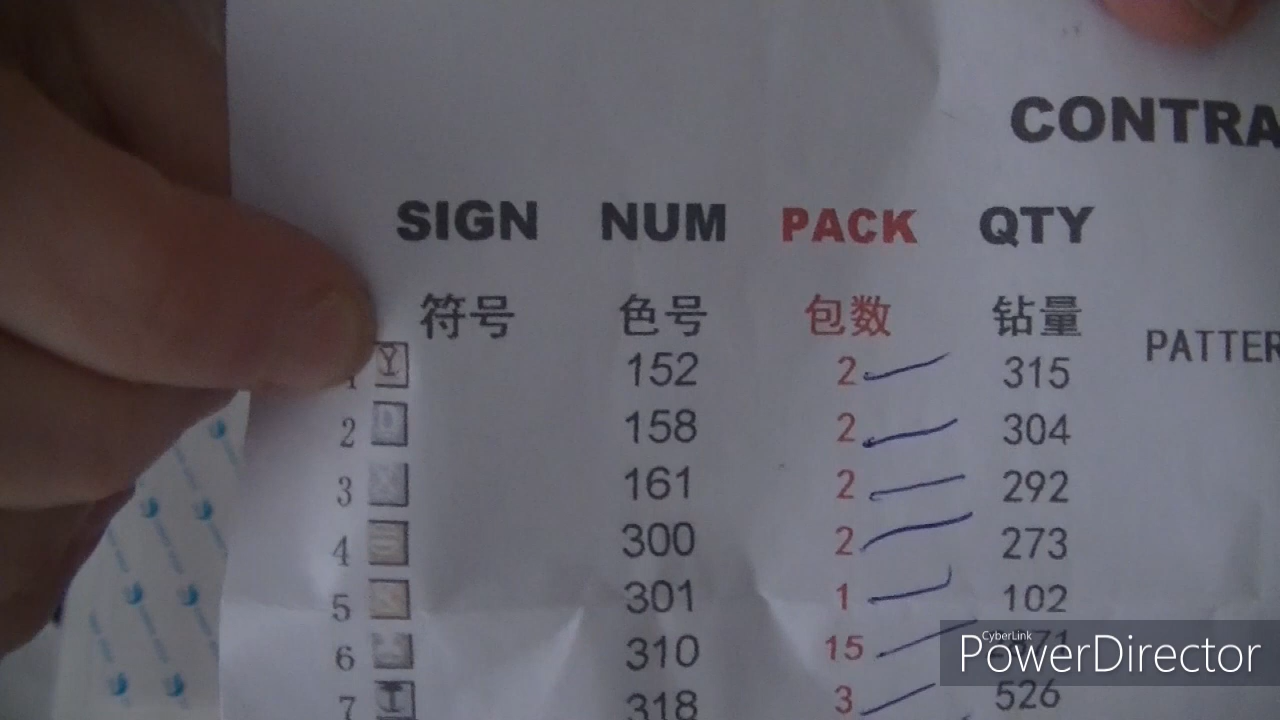 CONTRA
SIGN NUM PACK QTY
符号 色号 包数 钻量
PATTER
1 Y 152 2 315
2 D 158 2 304
3 X 161 2 292
4 300 2 273
5 301 1 102
6 310 15
CyberLink
PowerDirector
7 318 3 526